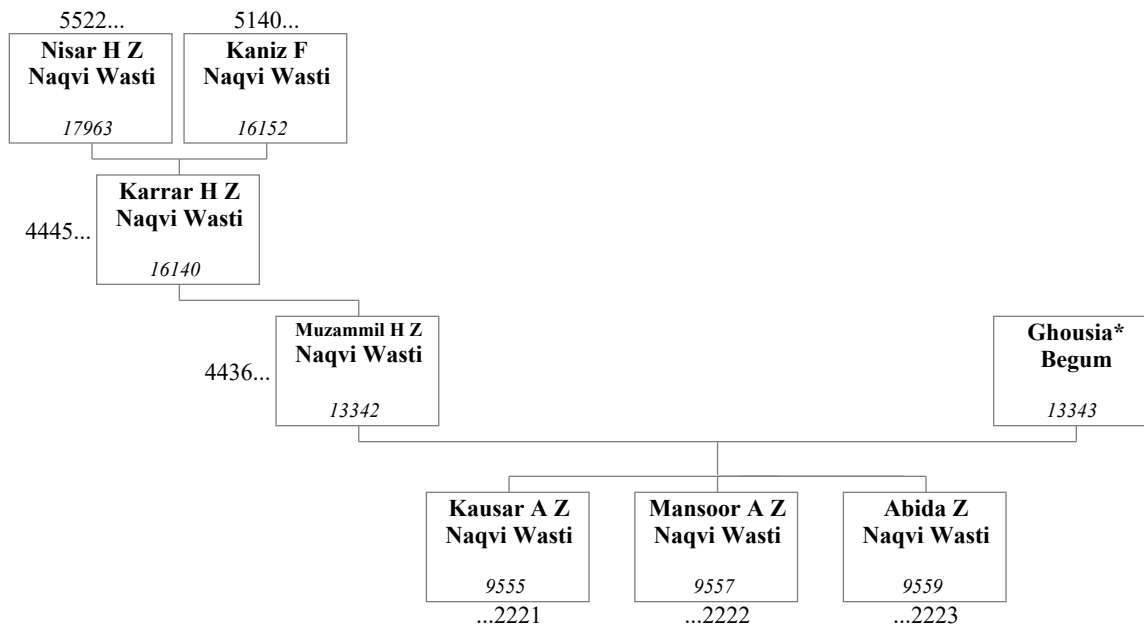 5522...
5140...
Nisar H Z
Naqvi Wasti
17963
Kaniz F
Naqvi Wasti
16152
4445...
Karrar H Z
Naqvi Wasti
16140
4436...
Muzammil H Z
Naqvi Wasti
13342
Ghousia*
Begum
13343
Kausar A Z
Naqvi Wasti
9555
...2221
Mansoor A Z
Naqvi Wasti
9557
...2222
Abida Z
Naqvi Wasti
9559
...2223